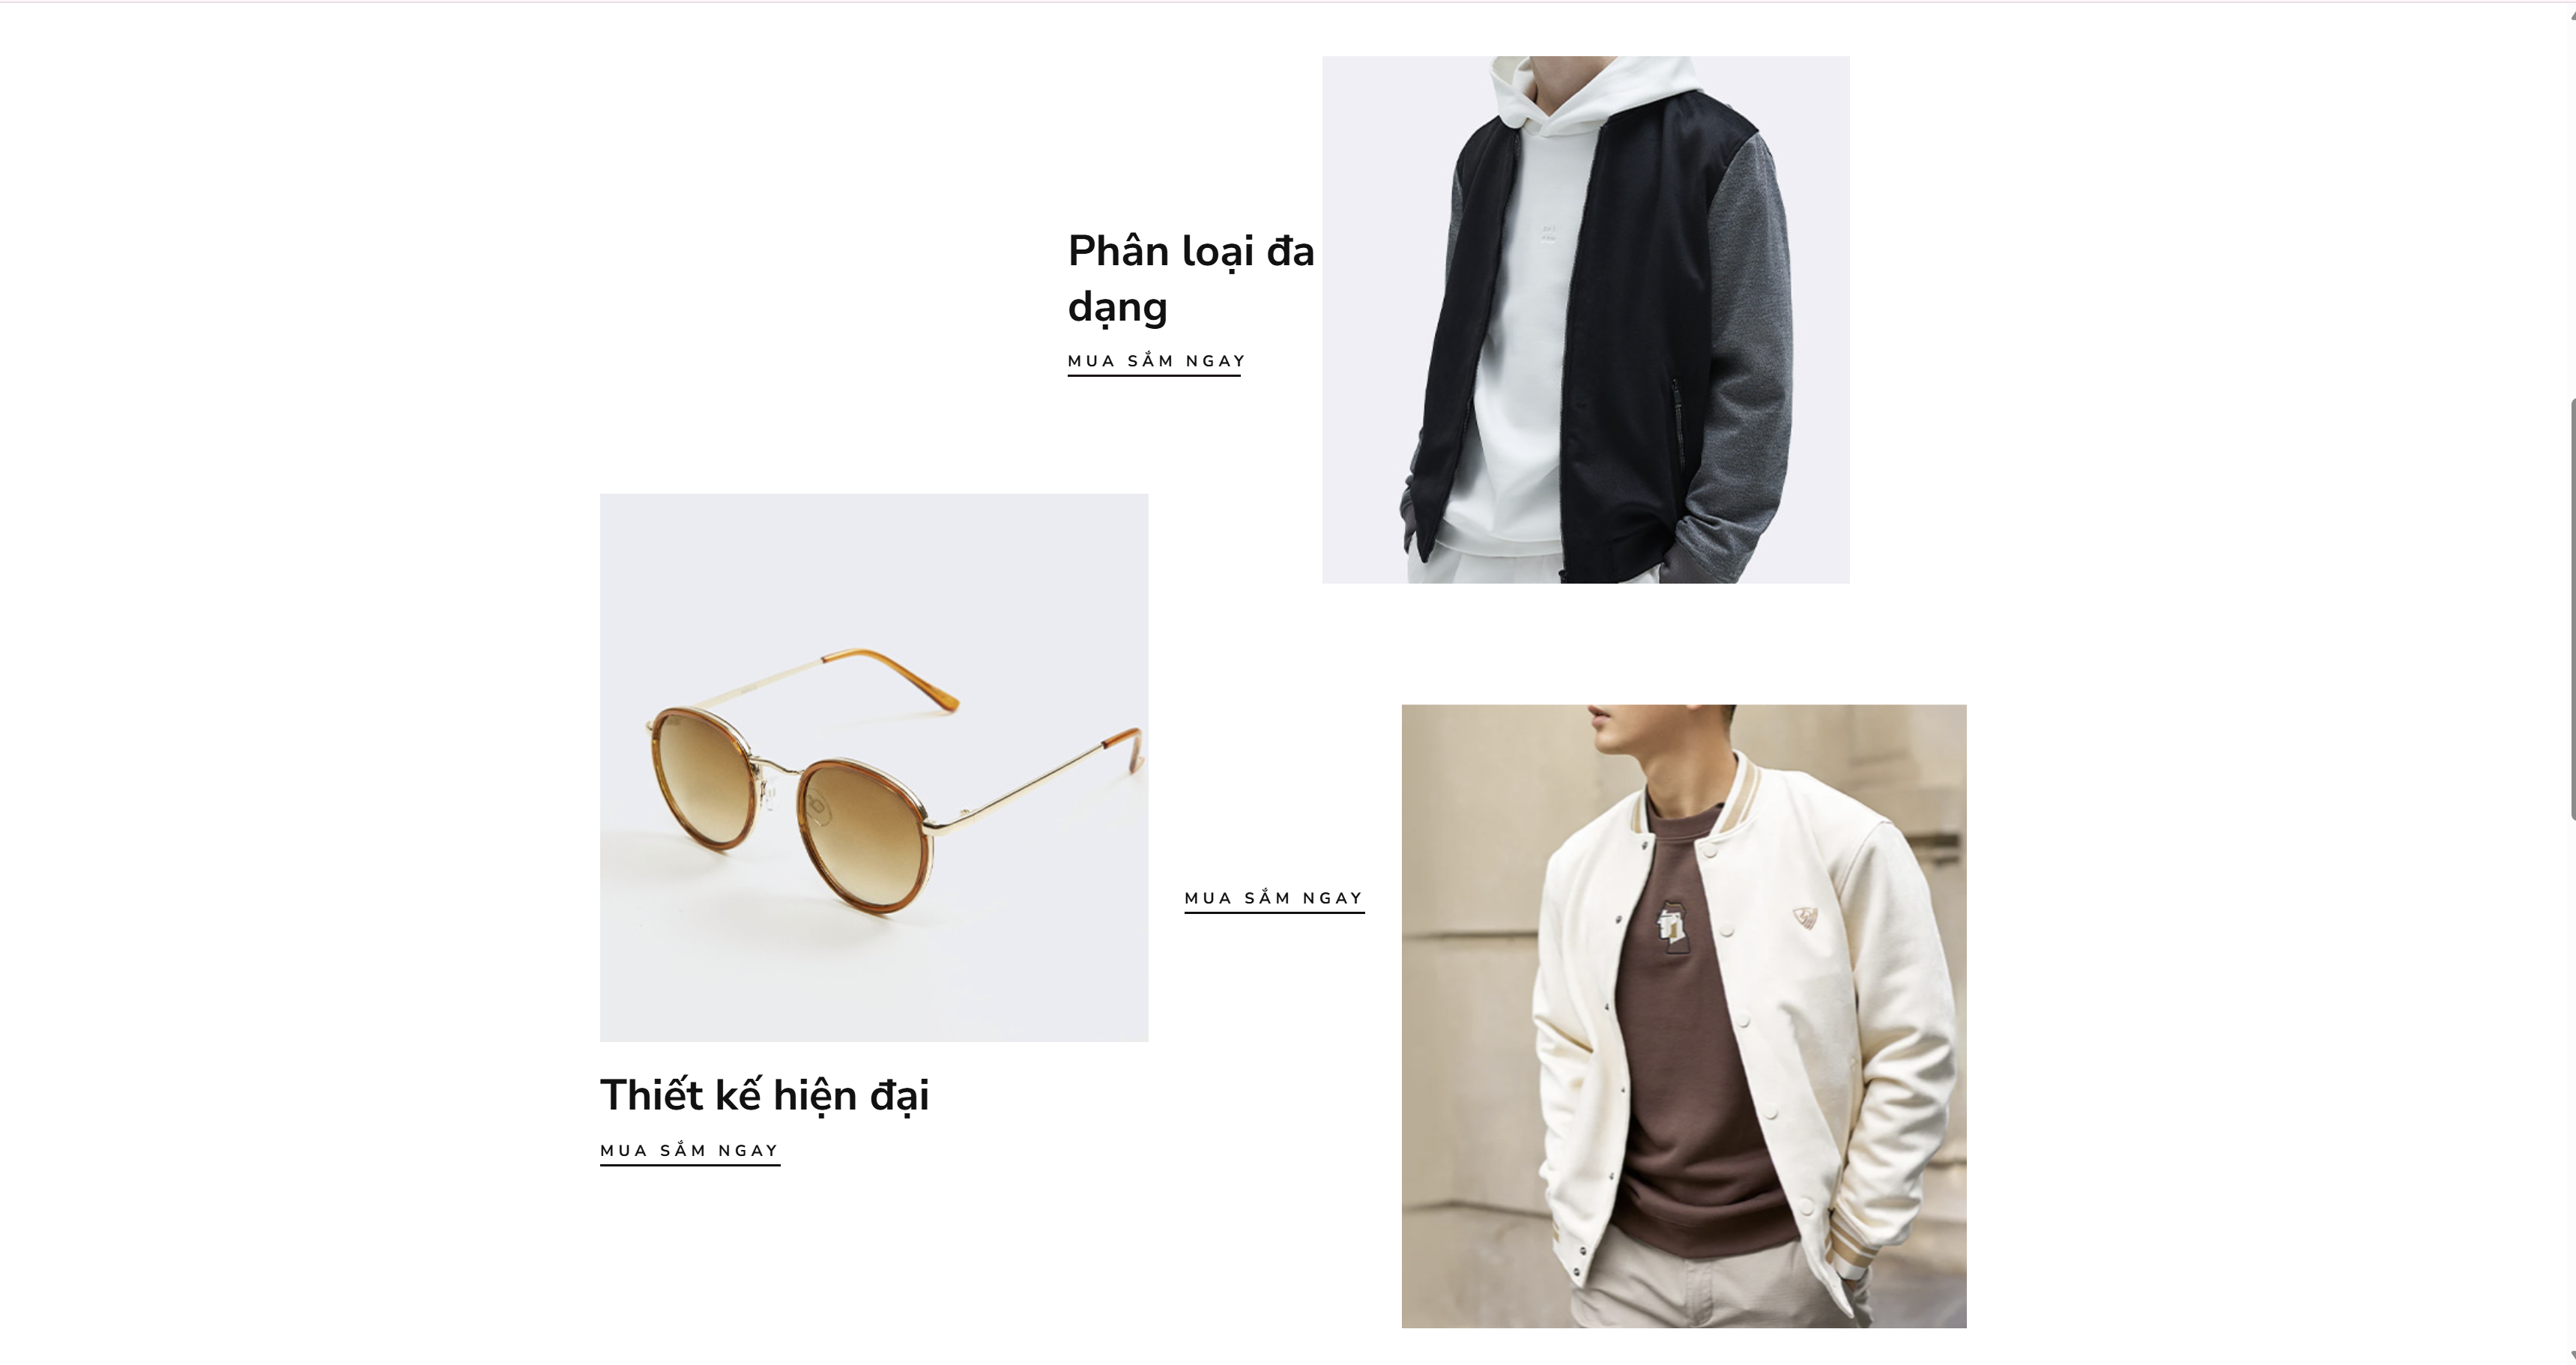 Phân loại đa
dạng
MUA SẮM NGAY
MUA SẮM NGAY
Thiết kế hiện đại
MUA SẮM NGAY